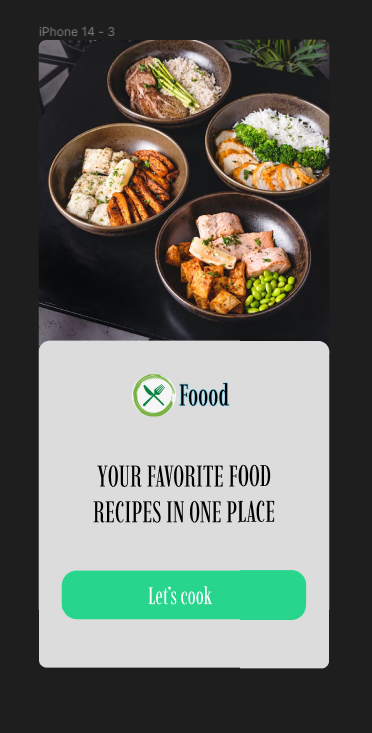 iPhone 14 - 3
Foood
YOUR FAVORITE FOOD
RECIPES IN ONE PLACE
Let's cook